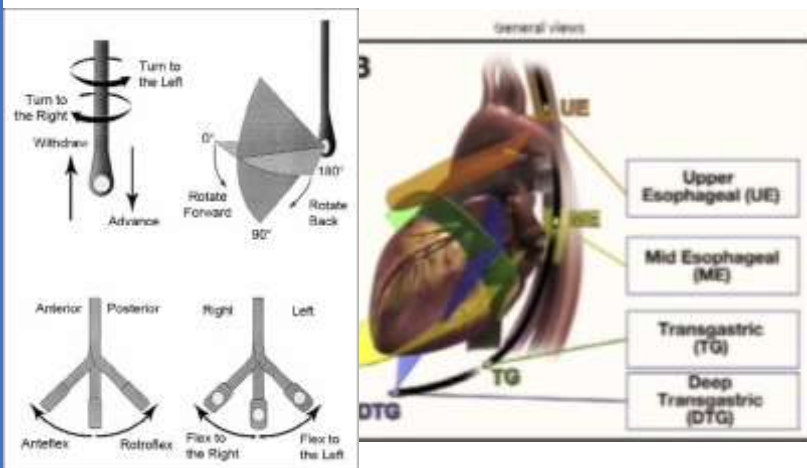 Turn to
the Left
Turn to
the Right
Withdraw
Advance
0°
180°
Rotate
Forward
Rotate
Back
90°
Anterior
Posterior
Right
Left
Anteflex
Retroflex
Flex to
the Right
Flex to
the Left
General views
B
UE
ME
TG
DTG
Upper
Esophageal (UE)
Mid Esophageal
(ME)
Transgastric
(TG)
Deep
Transgastric
(DTG)